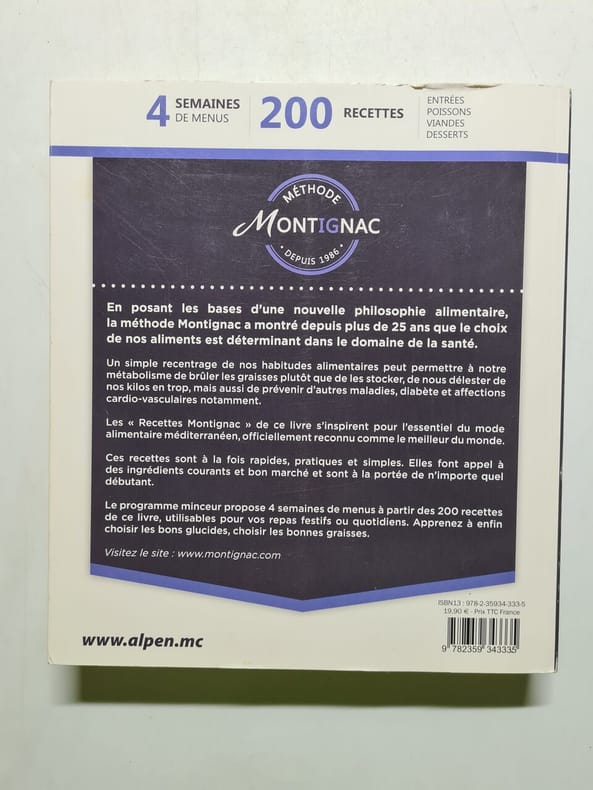 4 SEMAINES DE MENUS
200 RECETTES
ENTRÉES
POISSONS
VIANDES
DESSERTS
MÉTHODE
MONTIGNAC
• DEPUIS 1986 •
En posant les bases d'une nouvelle philosophie alimentaire,
la méthode Montignac a montré depuis plus de 25 ans que le choix
de nos aliments est déterminant dans le domaine de la santé.
Un simple recentrage de nos habitudes alimentaires peut permettre à notre
métabolisme de brûler les graisses plutôt que de les stocker, de nous délester de
nos kilos en trop, mais aussi de prévenir d'autres maladies, diabète et affections
cardio-vasculaires notamment.
Les « Recettes Montignac » de ce livre s'inspirent pour l'essentiel du mode
alimentaire méditerranéen, officiellement reconnu comme le meilleur du monde.
Ces recettes sont à la fois rapides, pratiques et simples. Elles font appel à
des ingrédients courants et bon marché et sont à la portée de n'importe quel
débutant.
Le programme minceur propose 4 semaines de menus à partir des 200 recettes
de ce livre, utilisables pour vos repas festifs ou quotidiens. Apprenez à enfin
choisir les bons glucides, choisir les bonnes graisses.
Visitez le site : www.montignac.com
ISBN13 : 978-2-35934-333-5
19,90 € - Prix TTC France
www.alpen.mc
9 782359 343335